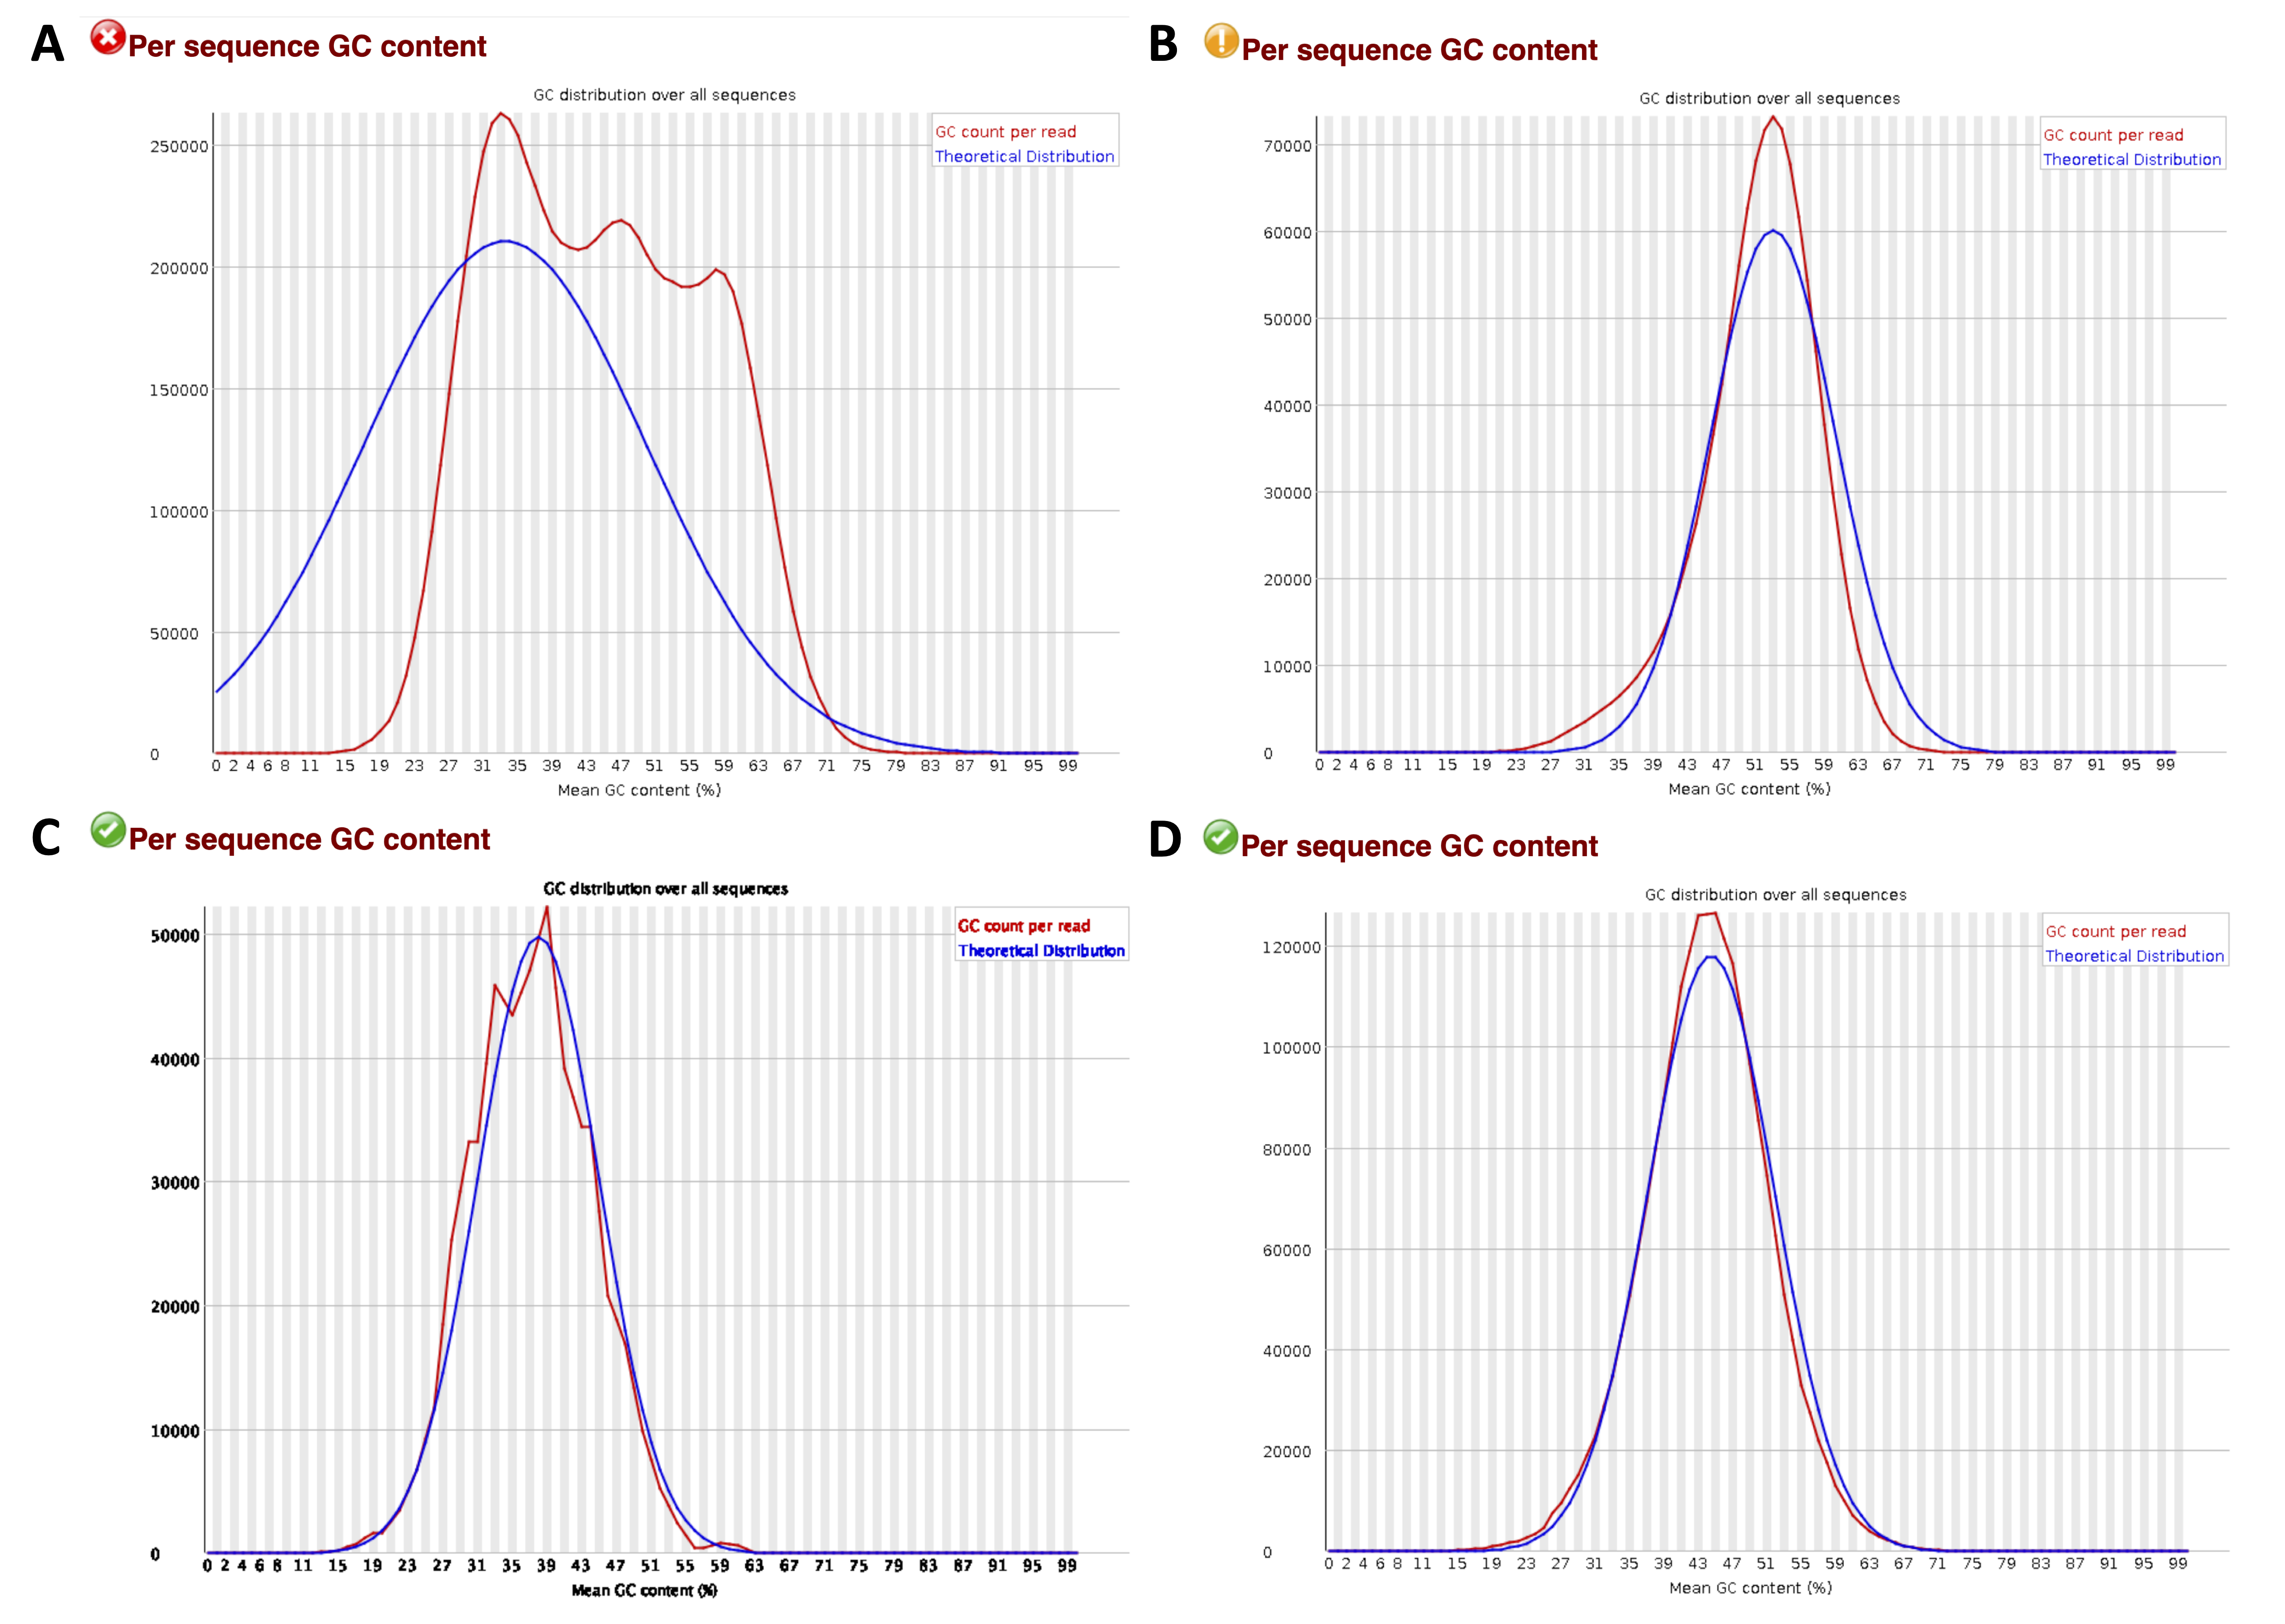 A Per sequence GC content
GC distribution over all sequences
GC count per read
Theoretical Distribution
250000
200000
150000
100000
50000
0
0 2 4 6 8 11 15 19 23 27 31 35 39 43 47 51 55 59 63 67 71 75 79 83 87 91 95 99
Mean GC content (%)
B Per sequence GC content
GC distribution over all sequences
GC count per read
Theoretical Distribution
70000
60000
50000
40000
30000
20000
10000
0
0 2 4 6 8 11 15 19 23 27 31 35 39 43 47 51 55 59 63 67 71 75 79 83 87 91 95 99
Mean GC content (%)
C Per sequence GC content
GC distribution over all sequences
GC count per read
Theoretical Distribution
50000
40000
30000
20000
10000
0
0 2 4 6 8 11 15 19 23 27 31 35 39 43 47 51 55 59 63 67 71 75 79 83 87 91 95 99
Mean GC content (%)
D Per sequence GC content
GC distribution over all sequences
GC count per read
Theoretical Distribution
120000
100000
80000
60000
40000
20000
0
0 2 4 6 8 11 15 19 23 27 31 35 39 43 47 51 55 59 63 67 71 75 79 83 87 91 95 99
Mean GC content (%)